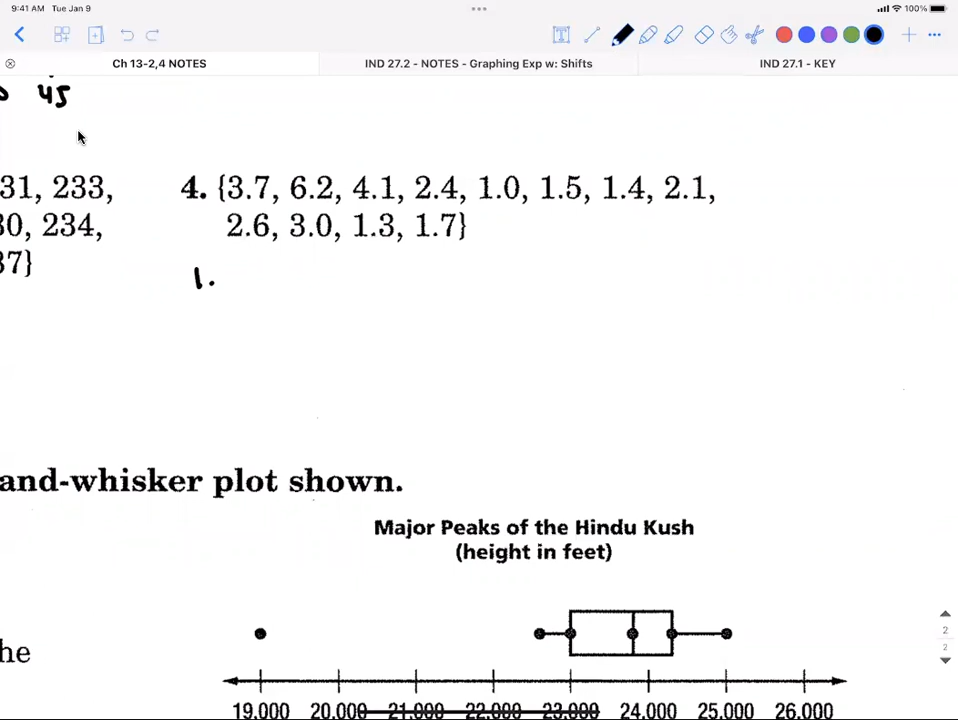 9:41 AM Tue Jan 9
100%
Ch 13-2,4 NOTES
IND 27.2 - NOTES - Graphing Exp w: Shifts
IND 27.1 - KEY
45
31, 233,
30, 234,
37}
4. {3.7, 6.2, 4.1, 2.4, 1.0, 1.5, 1.4, 2.1,
2.6, 3.0, 1.3, 1.7}
1.
and-whisker plot shown.
Major Peaks of the Hindu Kush
(height in feet)
he
19,000 20,000 21,000 22,000 23,000 24,000 25,000 26,000
2
2